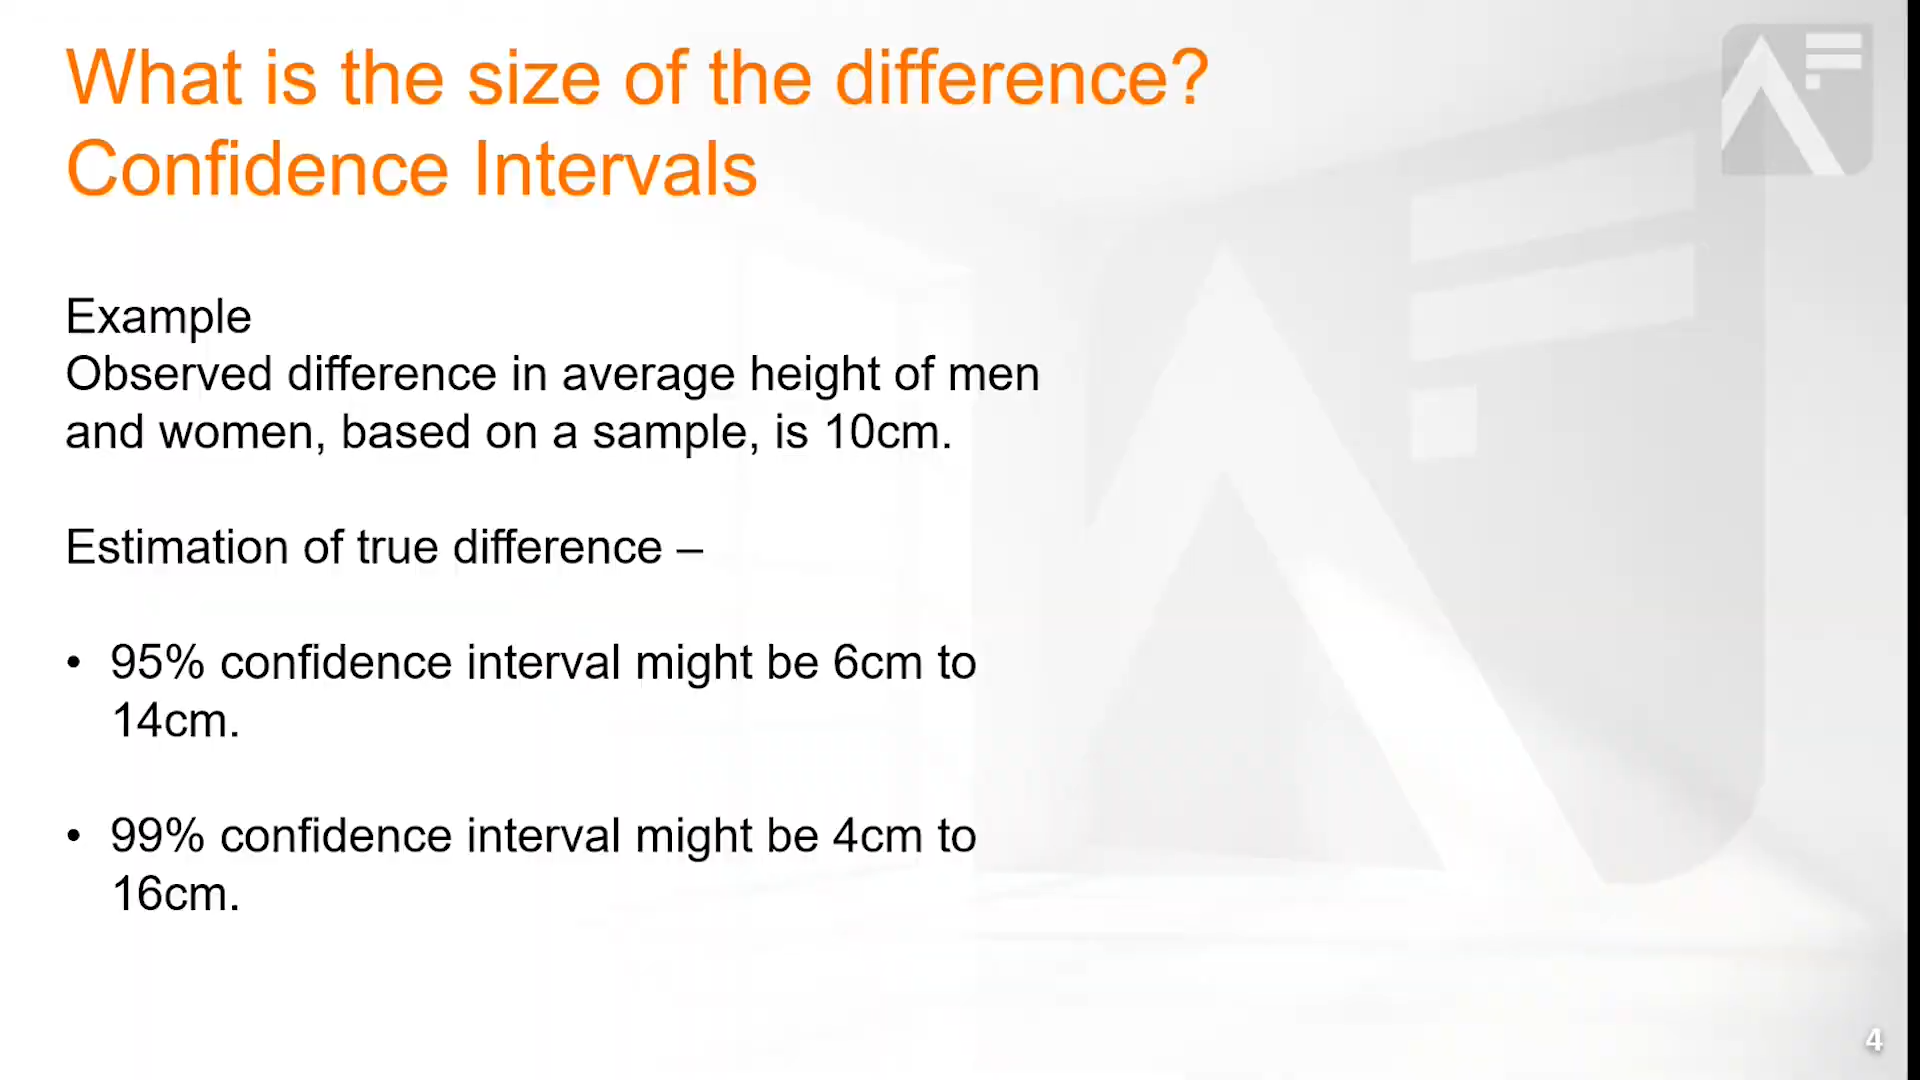 What is the size of the difference?
Confidence Intervals
Example
Observed difference in average height of men
and women, based on a sample, is 10cm.
Estimation of true difference –
• 95% confidence interval might be 6cm to
14cm.
• 99% confidence interval might be 4cm to
16cm.
4